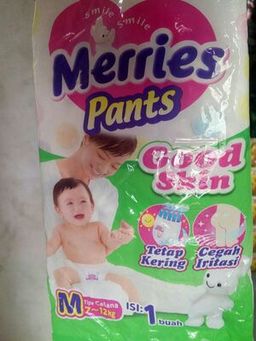 smile smile
Merries
Pants
Good
Skin
Tetap
Kering
Cegah
Iritasi
M
Tipe Celana
7~12kg
ISI: 1 buah